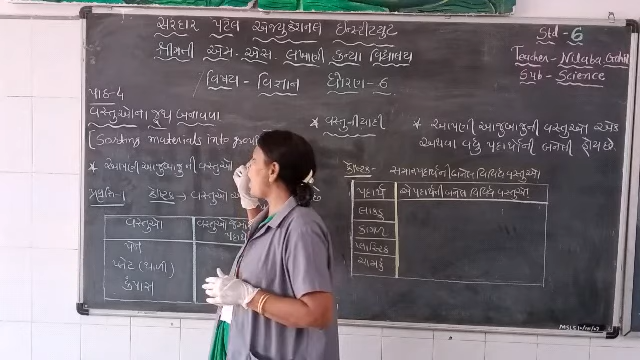 સરદાર પટેલ એજ્યુકેશનલ ઇન્સ્ટિટ્યુટ
શ્રીમતી એમ. એસ. લખાણી કન્યા વિદ્યાલય
વિષય - વિજ્ઞાન ધોરણ - 6
Std - 6
Teacher - Nilaba Gohil
Sub - Science
પાઠ-4
વસ્તુઓના જુથ બનાવવા
[Sorting materials into group
* આપણી આજુબાજુની વસ્તુઓ
* વસ્તુની યાદી
* આપણી આજુબાજુની વસ્તુઓ એક
અથવા વધુ પદાર્થોની બનેલી હોય છે.
પ્રવૃત્તિ-1 કોષ્ટક → વસ્તુઓ
વસ્તુઓ
પેન
પ્લેટ (થાળી)
કંપાસ
કોષ્ટક સમાન પદાર્થની બનેલ વિવિધ વસ્તુઓ
પદાર્થ
એ પદાર્થની બનેલ વિવિધ વસ્તુઓ
લાકડુ
કાગળ
પ્લાસ્ટિક
ચામડું